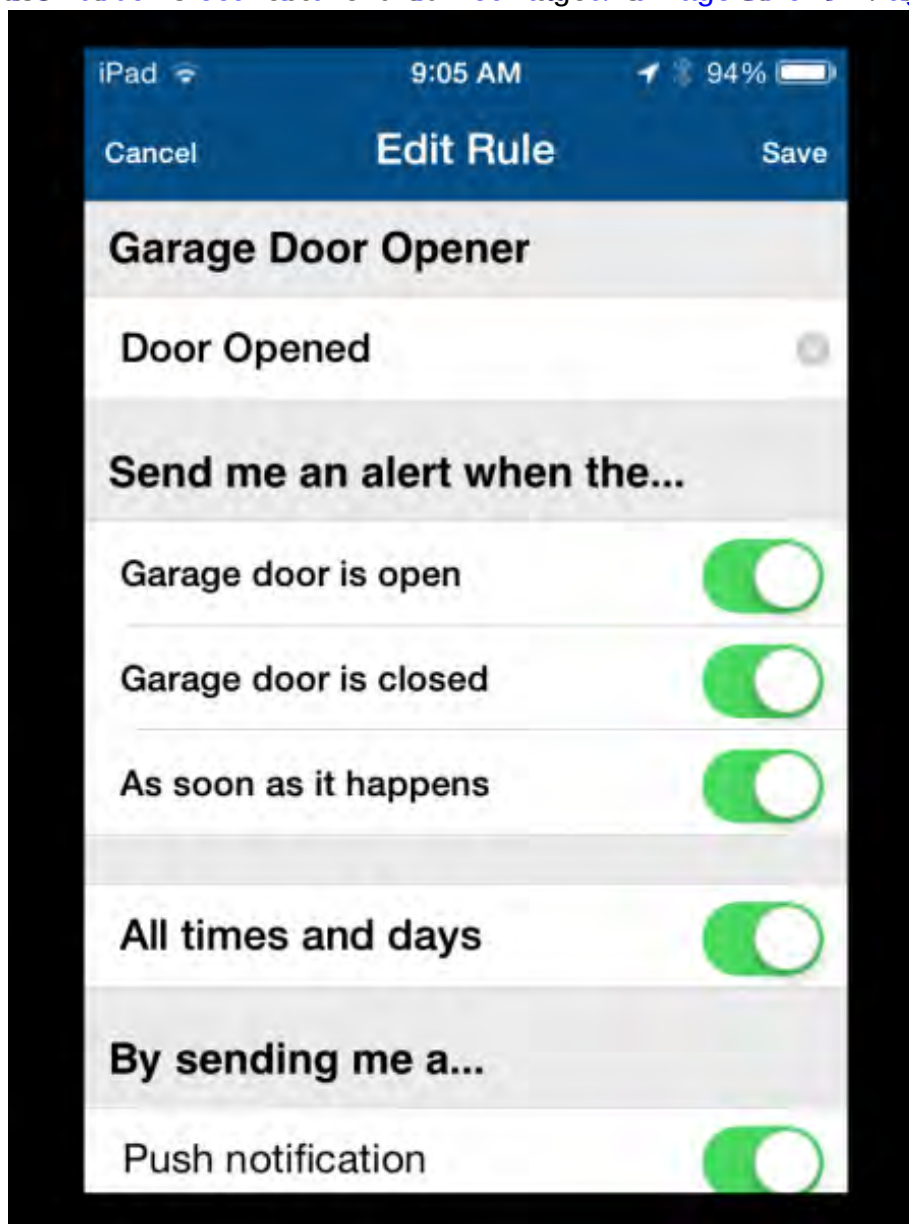 iPad 9:05 AM 94%
Cancel Edit Rule Save
Garage Door Opener
Door Opened
Send me an alert when the...
Garage door is open
Garage door is closed
As soon as it happens
All times and days
By sending me a...
Push notification